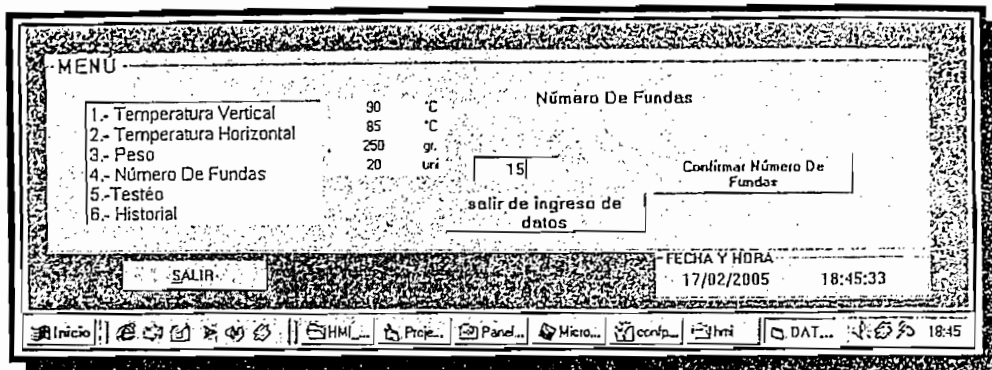 MENÚ
1.- Temperatura Vertical 90 °C
2.- Temperatura Horizontal 85 °C
3.- Peso 250 gr.
4.- Número De Fundas 20 uni
5.-Testéo
6.- Historial
Número De Fundas
15
Confirmar Número De
Fundas
salir de ingreso de
datos
SALIR
FECHA Y HORA
17/02/2005 18:45:33
Inicio HMI_... Proje... Panel... Micro... confp... hmi DAT... 18:45